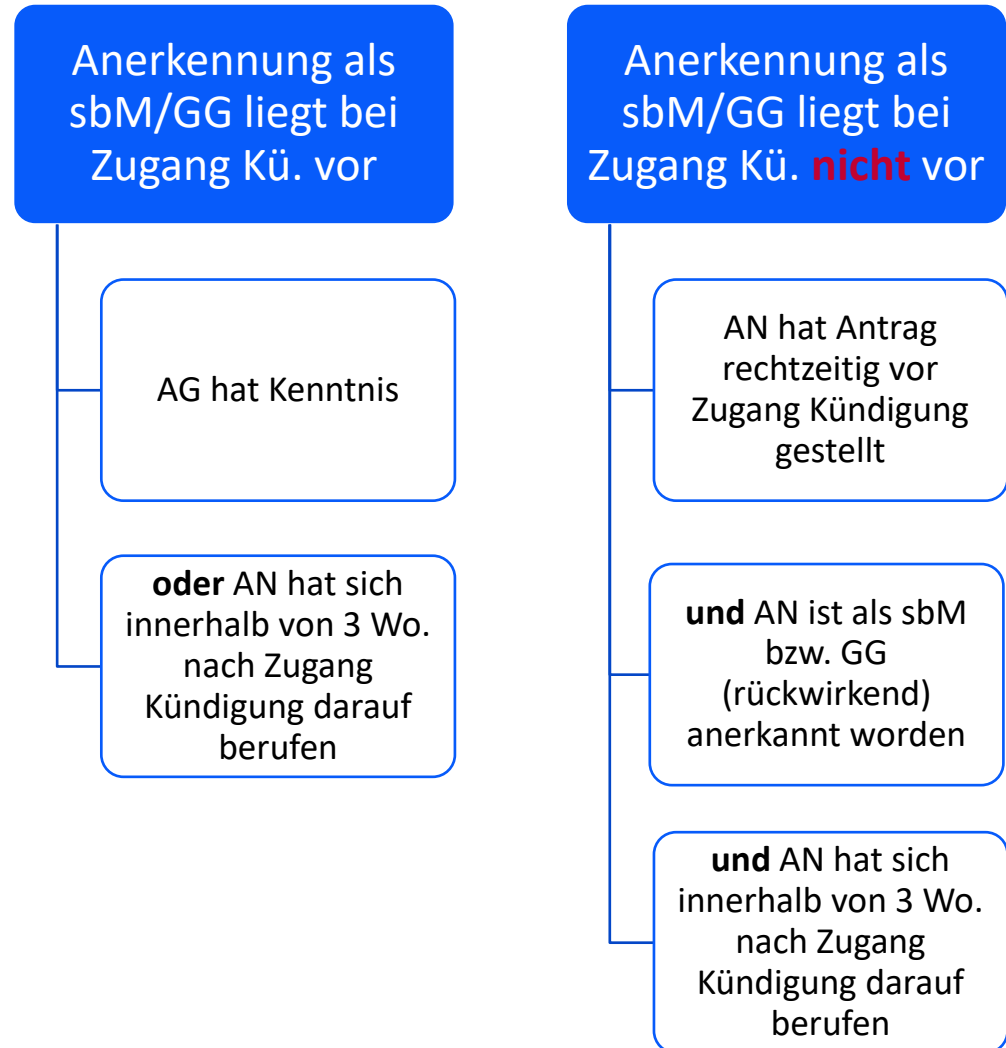 Anerkennung als
sbM/GG liegt bei
Zugang Kü. vor
AG hat Kenntnis
oder AN hat sich
innerhalb von 3 Wo.
nach Zugang
Kündigung darauf
berufen
Anerkennung als
sbM/GG liegt bei
Zugang Kü. nicht vor
AN hat Antrag
rechtzeitig vor
Zugang Kündigung
gestellt
und AN ist als sbM
bzw. GG
(rückwirkend)
anerkannt worden
und AN hat sich
innerhalb von 3 Wo.
nach Zugang
Kündigung darauf
berufen